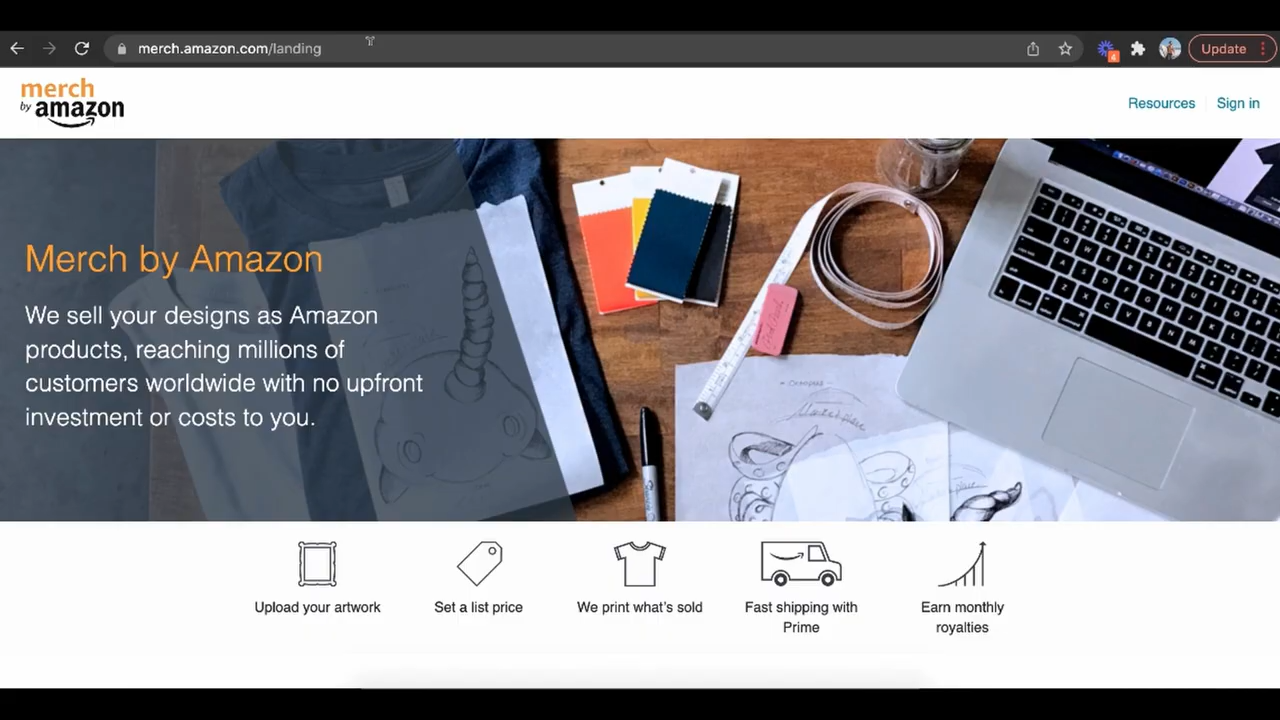 merch.amazon.com/landing
4
Update
merch
by amazon
Resources
Sign in
Merch by Amazon
We sell your designs as Amazon
products, reaching millions of
customers worldwide with no upfront
investment or costs to you.
Upload your artwork
Set a list price
We print what's sold
Fast shipping with
Prime
Earn monthly
royalties